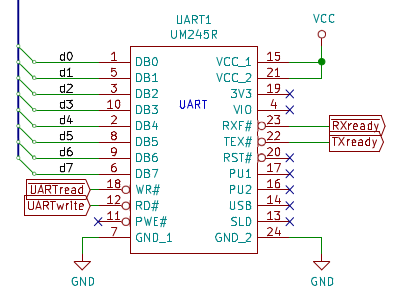 UART1
UM245R
VCC
d0 1 DB0 VCC_1 15
d1 5 DB1 VCC_2 21
d2 3 DB2 3V3 19
d3 10 DB3 VIO 4
d4 2 DB4 UART RXF# 23 RXready
d5 8 DB5 TEX# 22 TXready
d6 9 DB6 RST# 20
d7 6 DB7 PU1 17
UARTread 18 WR# PU2 16
UARTwrite 12 RD# USB 14
11 PWE# SLD 13
7 GND_1 GND_2 24
GND GND